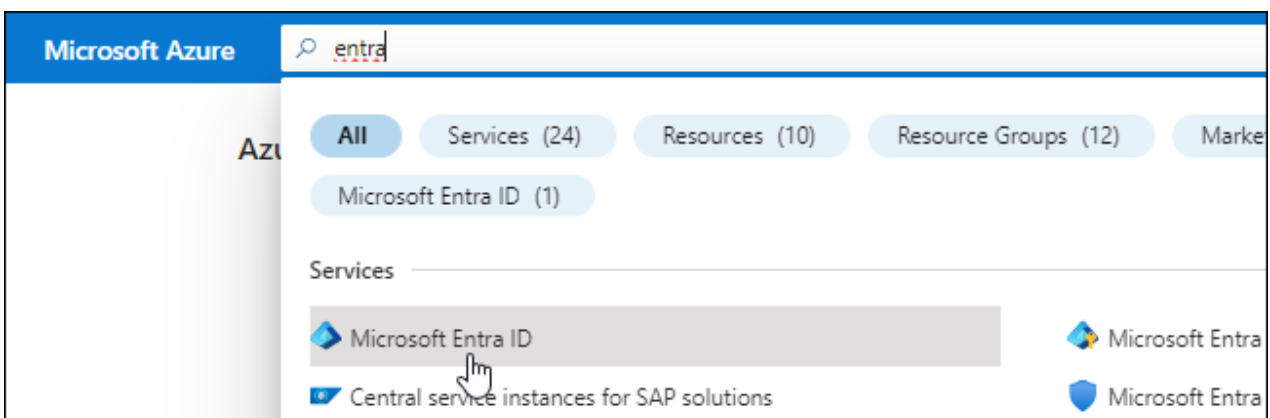 Microsoft Azure entra
All Services (24) Resources (10) Resource Groups (12) Marke
Azu
Microsoft Entra ID (1)
Services
Microsoft Entra ID Microsoft Entra
Central service instances for SAP solutions Microsoft Entra